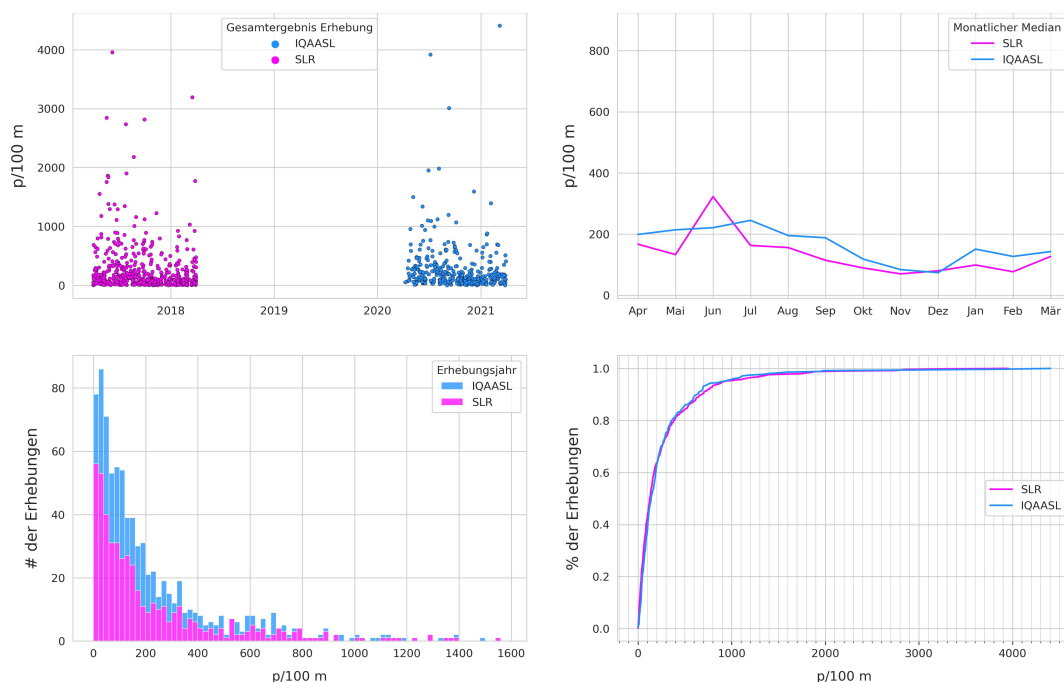 Gesamtergebnis Erhebung
IQAASL
SLR
p/100 m
4000
3000
2000
1000
0
2018
2019
2020
2021
Monatlicher Median
SLR
IQAASL
p/100 m
800
600
400
200
0
Apr Mai Jun Jul Aug Sep Okt Nov Dez Jan Feb Mär
Erhebungsjahr
IQAASL
SLR
# der Erhebungen
80
60
40
20
0
0 200 400 600 800 1000 1200 1400 1600
p/100 m
SLR
IQAASL
% der Erhebungen
1.0
0.8
0.6
0.4
0.2
0.0
0 1000 2000 3000 4000
p/100 m